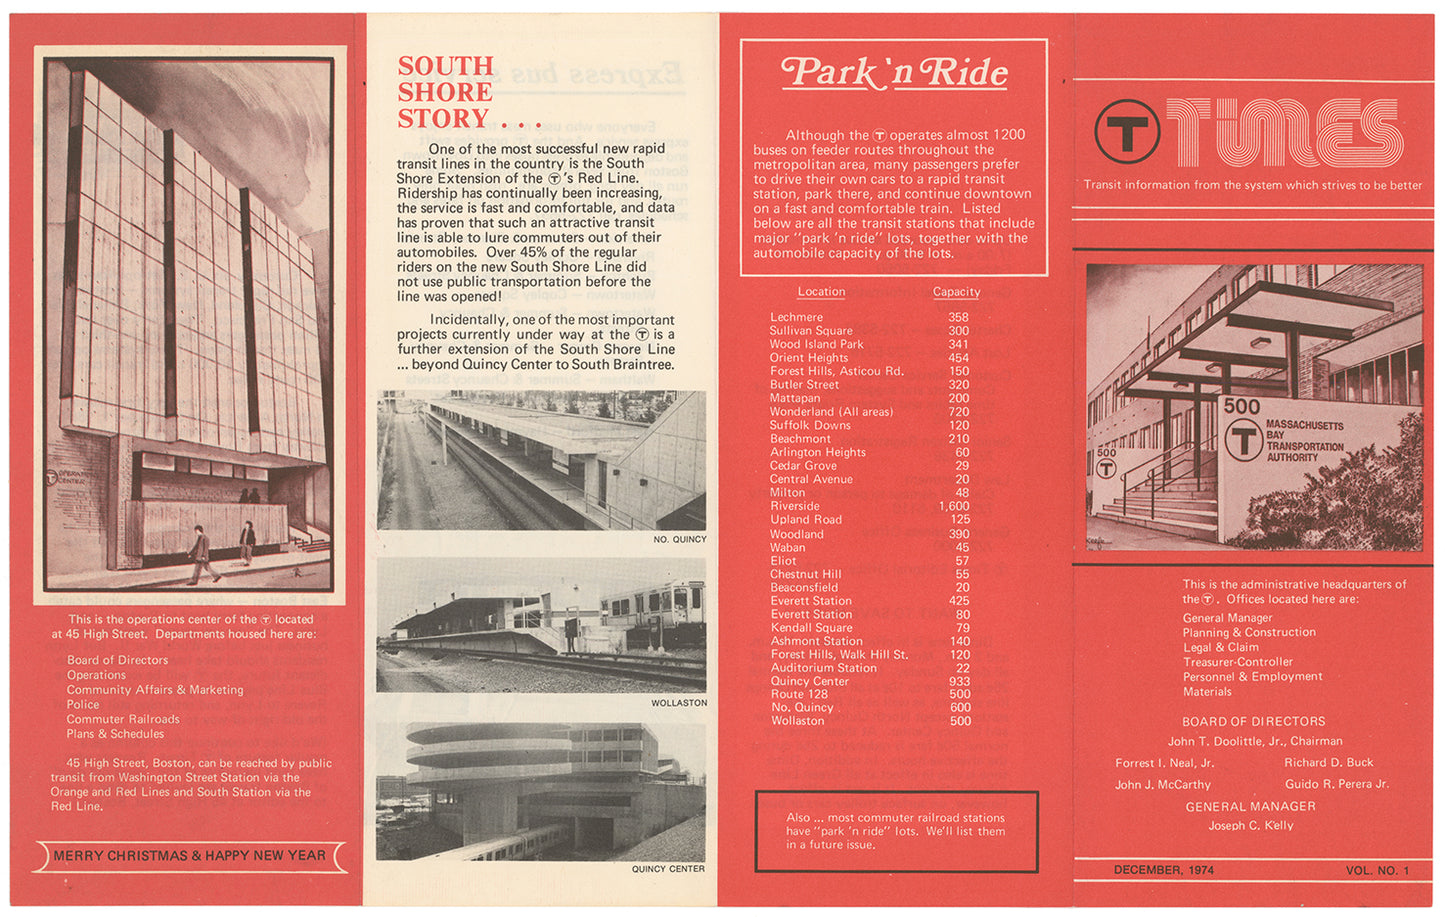 OPERATIONS
CENTER
This is the operations center of the Ⓣ located
at 45 High Street. Departments housed here are:
Board of Directors
Operations
Community Affairs & Marketing
Police
Commuter Railroads
Plans & Schedules
45 High Street, Boston, can be reached by public
transit from Washington Street Station via the
Orange and Red Lines and South Station via the
Red Line.
MERRY CHRISTMAS & HAPPY NEW YEAR
SOUTH
SHORE
STORY . . .
One of the most successful new rapid
transit lines in the country is the South
Shore Extension of the Ⓣ's Red Line.
Ridership has continually been increasing,
the service is fast and comfortable, and data
has proven that such an attractive transit
line is able to lure commuters out of their
automobiles. Over 45% of the regular
riders on the new South Shore Line did
not use public transportation before the
line was opened!
Incidentally, one of the most important
projects currently under way at the Ⓣ is a
further extension of the South Shore Line
... beyond Quincy Center to South Braintree.
NO. QUINCY
WOLLASTON
QUINCY CENTER
Park 'n Ride
Although the Ⓣ operates almost 1200
buses on feeder routes throughout the
metropolitan area, many passengers prefer
to drive their own cars to a rapid transit
station, park there, and continue downtown
on a fast and comfortable train. Listed
below are all the transit stations that include
major "park 'n ride" lots, together with the
automobile capacity of the lots.
Location Capacity
Lechmere 358
Sullivan Square 300
Wood Island Park 341
Orient Heights 454
Forest Hills, Asticou Rd. 150
Butler Street 320
Mattapan 200
Wonderland (All areas) 720
Suffolk Downs 120
Beachmont 210
Arlington Heights 60
Cedar Grove 29
Central Avenue 20
Milton 48
Riverside 1,600
Upland Road 125
Woodland 390
Waban 45
Eliot 57
Chestnut Hill 55
Beaconsfield 20
Everett Station 425
Everett Station 80
Kendall Square 79
Ashmont Station 140
Forest Hills, Walk Hill St. 120
Auditorium Station 22
Quincy Center 933
Route 128 500
No. Quincy 600
Wollaston 500
Also ... most commuter railroad stations
have "park 'n ride" lots. We'll list them
in a future issue.
Ⓣ TIMES
Transit information from the system which strives to be better
500
Ⓣ MASSACHUSETTS
BAY
TRANSPORTATION
AUTHORITY
500
Ⓣ
Keefe
This is the administrative headquarters of
the Ⓣ. Offices located here are:
General Manager
Planning & Construction
Legal & Claim
Treasurer-Controller
Personnel & Employment
Materials
BOARD OF DIRECTORS
John T. Doolittle, Jr., Chairman
Forrest I. Neal, Jr. Richard D. Buck
John J. McCarthy Guido R. Perera Jr.
GENERAL MANAGER
Joseph C. Kelly
DECEMBER, 1974 VOL. NO. 1